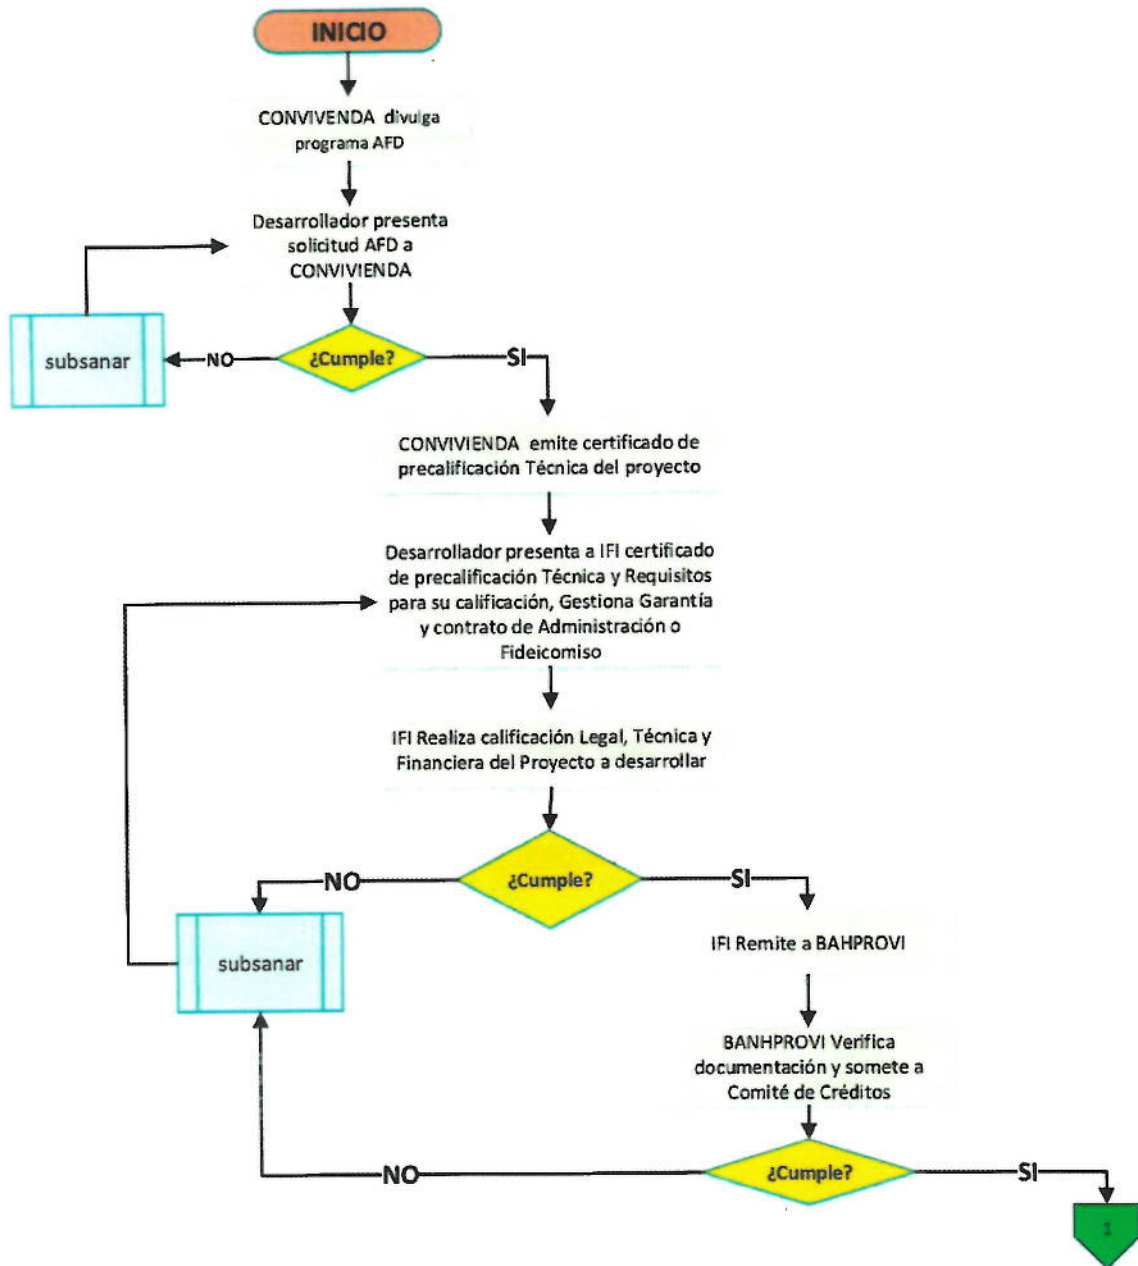 INICIO
CONVIVENDA divulga
programa AFD
Desarrollador presenta
solicitud AFD a
CONVIVIENDA
subsanar
NO
¿Cumple?
SI
CONVIVIENDA emite certificado de
precalificación Técnica del proyecto
Desarrollador presenta a IFI certificado
de precalificación Técnica y Requisitos
para su calificación, Gestiona Garantía
y contrato de Administración o
Fideicomiso
IFI Realiza calificación Legal, Técnica y
Financiera del Proyecto a desarrollar
NO
¿Cumple?
SI
subsanar
IFI Remite a BAHPROVI
BANHPROVI Verifica
documentación y somete a
Comité de Créditos
NO
¿Cumple?
SI
1